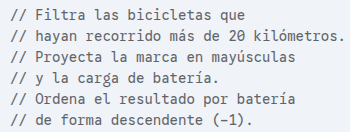 // Filtra las bicicletas que
// hayan recorrido más de 20 kilómetros.
// Proyecta la marca en mayúsculas
// y la carga de batería.
// Ordena el resultado por batería
// de forma descendente (-1).